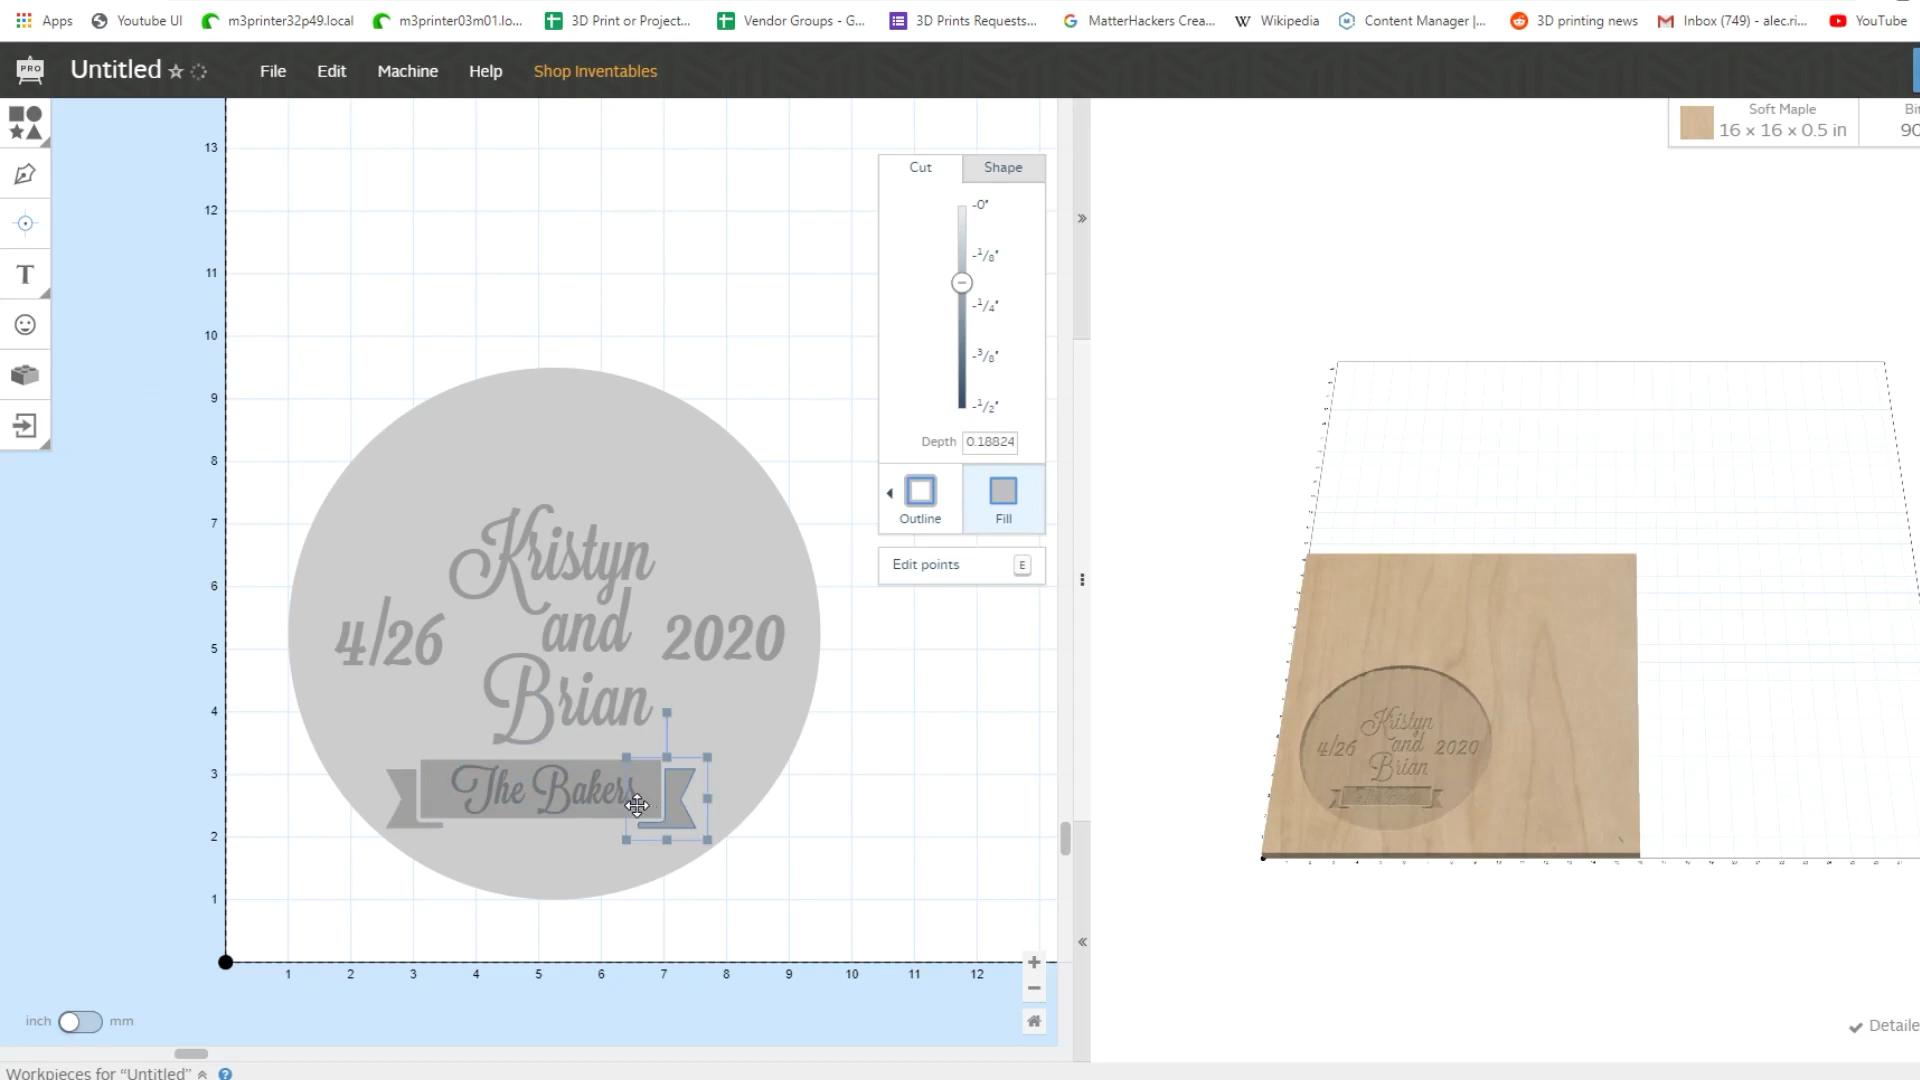 Apps Youtube UI m3printer32p49.local m3printer03m01.lo... 3D Print or Project... Vendor Groups - G... 3D Prints Requests... MatterHackers Crea... Wikipedia Content Manager |... 3D printing news Inbox (749) - alec.ri... YouTube
PRO Untitled File Edit Machine Help Shop Inventables
Soft Maple
16 × 16 × 0.5 in
Bit
90
13
12
11
10
9
8
7
6
5
4
3
2
1
1 2 3 4 5 6 7 8 9 10 11 12
Cut Shape
-0"
-1/8"
-1/4"
-3/8"
-1/2"
Depth 0.18824
Outline Fill
Edit points E
T
Kristyn
4/26 and 2020
Brian
The Bakers
Kristyn
4/26 and 2020
Brian
inch mm
Detaile
Workpieces for “Untitled” ?